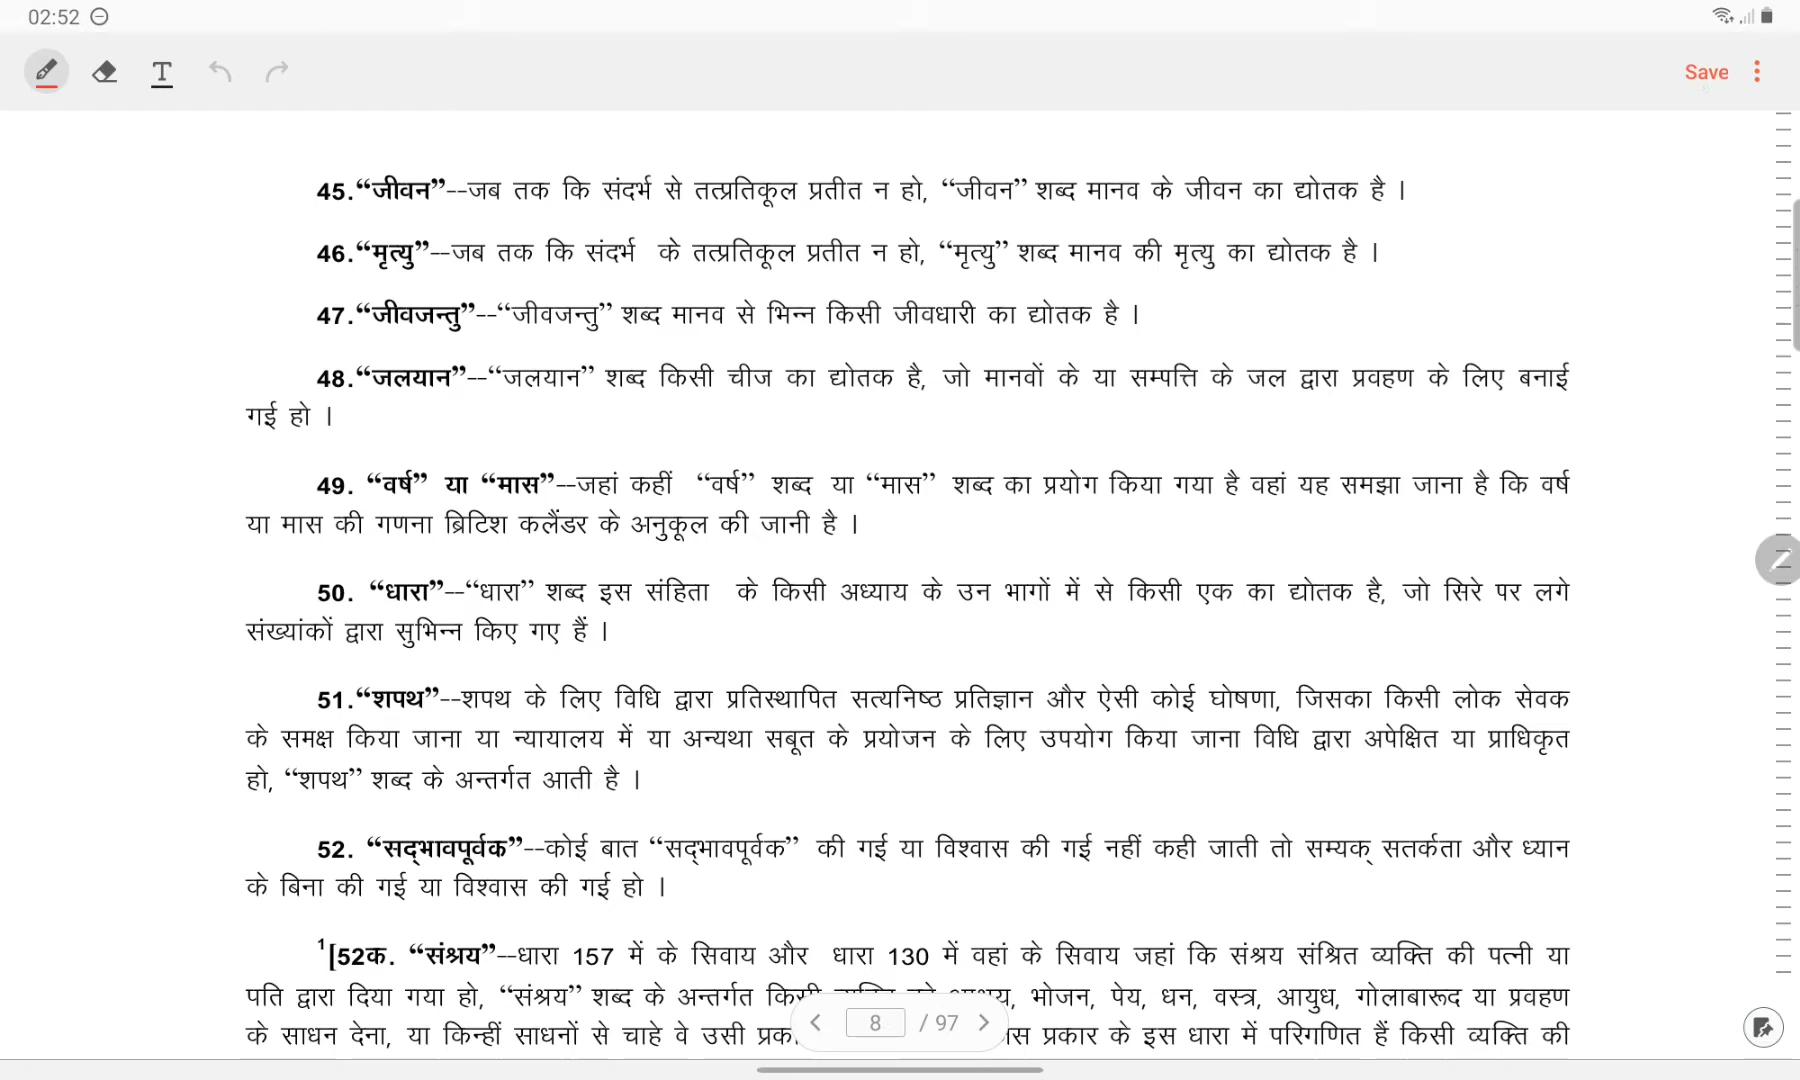 02:52
T
Save
45.“जीवन”--जब तक कि संदर्भ से तत्प्रतिकूल प्रतीत न हो, “जीवन” शब्द मानव के जीवन का द्योतक है ।
46.“मृत्यु”--जब तक कि संदर्भ के तत्प्रतिकूल प्रतीत न हो, “मृत्यु” शब्द मानव की मृत्यु का द्योतक है ।
47.“जीवजन्तु”--“जीवजन्तु” शब्द मानव से भिन्न किसी जीवधारी का द्योतक है ।
48.“जलयान”--“जलयान” शब्द किसी चीज का द्योतक है, जो मानवों के या सम्पत्ति के जल द्वारा प्रवहण के लिए बनाई
गई हो ।
49. “वर्ष” या “मास”--जहां कहीं “वर्ष” शब्द या “मास” शब्द का प्रयोग किया गया है वहां यह समझा जाना है कि वर्ष
या मास की गणना ब्रिटिश कलैंडर के अनुकूल की जानी है ।
50. “धारा”--“धारा” शब्द इस संहिता के किसी अध्याय के उन भागों में से किसी एक का द्योतक है, जो सिरे पर लगे
संख्यांकों द्वारा सुभिन्न किए गए हैं ।
51.“शपथ”--शपथ के लिए विधि द्वारा प्रतिस्थापित सत्यनिष्ठ प्रतिज्ञान और ऐसी कोई घोषणा, जिसका किसी लोक सेवक
के समक्ष किया जाना या न्यायालय में या अन्यथा सबूत के प्रयोजन के लिए उपयोग किया जाना विधि द्वारा अपेक्षित या प्राधिकृत
हो, “शपथ” शब्द के अन्तर्गत आती है ।
52. “सद्‌भावपूर्वक”--कोई बात “सद्‌भावपूर्वक” की गई या विश्वास की गई नहीं कही जाती तो सम्यक् सतर्कता और ध्यान
के बिना की गई या विश्वास की गई हो ।
1[52क. “संश्रय”--धारा 157 में के सिवाय और धारा 130 में वहां के सिवाय जहां कि संश्रय संश्रित व्यक्ति की पत्नी या
पति द्वारा दिया गया हो, “संश्रय” शब्द के अन्तर्गत भोजन, पेय, धन, वस्त्र, आयुध, गोलाबारूद या प्रवहण
के साधन देना, या किन्हीं साधनों से चाहे वे उसी प्रकार के इस धारा में परिगणित हैं किसी व्यक्ति की
8 / 97